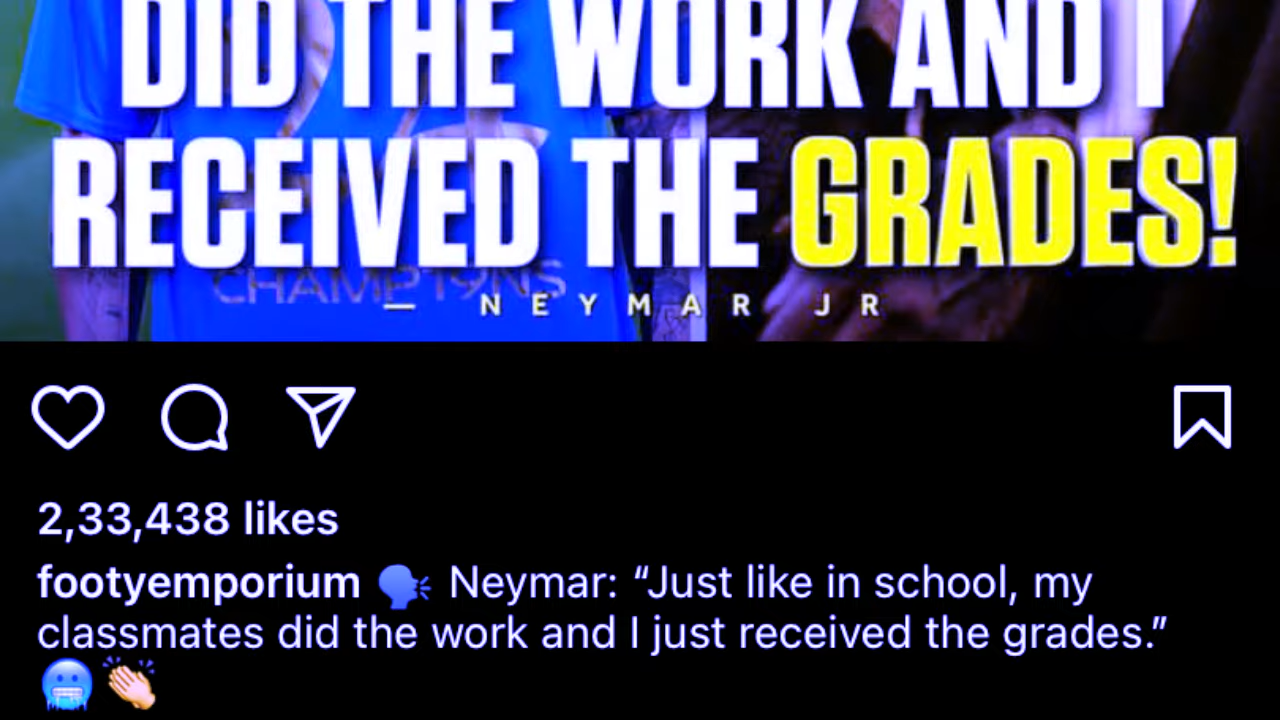 DID THE WORK AND I
RECEIVED THE GRADES!
CHAMPT9NS
— NEYMAR JR
2,33,438 likes
footyemporium 🗣️ Neymar: “Just like in school, my
classmates did the work and I just received the grades.”
🥶👏🏻